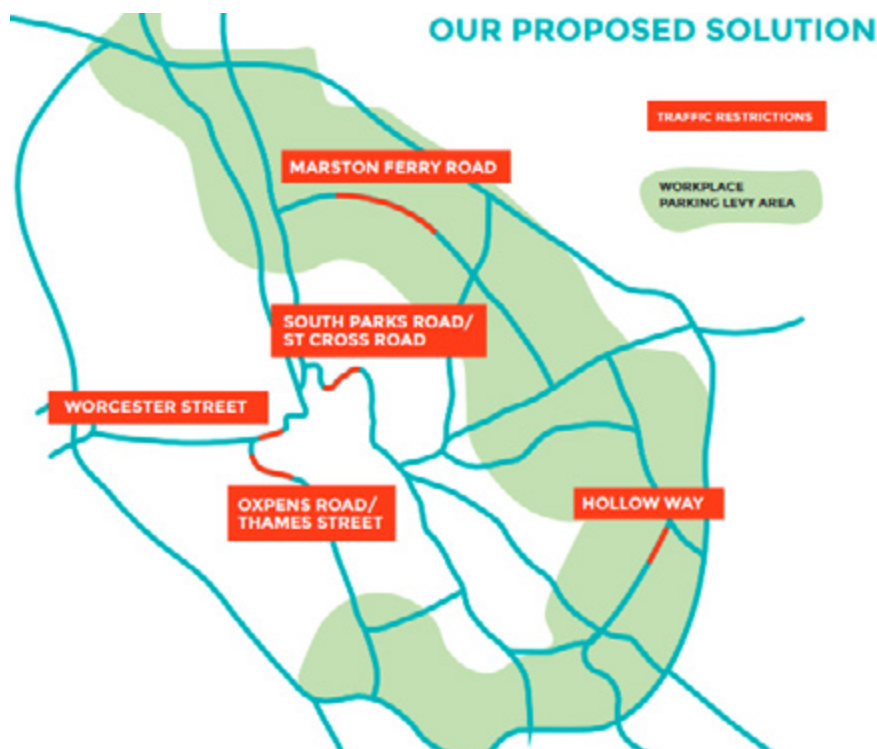 OUR PROPOSED SOLUTION
TRAFFIC RESTRICTIONS
MARSTON FERRY ROAD
WORKPLACE
PARKING LEVY AREA
SOUTH PARKS ROAD/
ST CROSS ROAD
WORCESTER STREET
OXPENS ROAD/
THAMES STREET
HOLLOW WAY